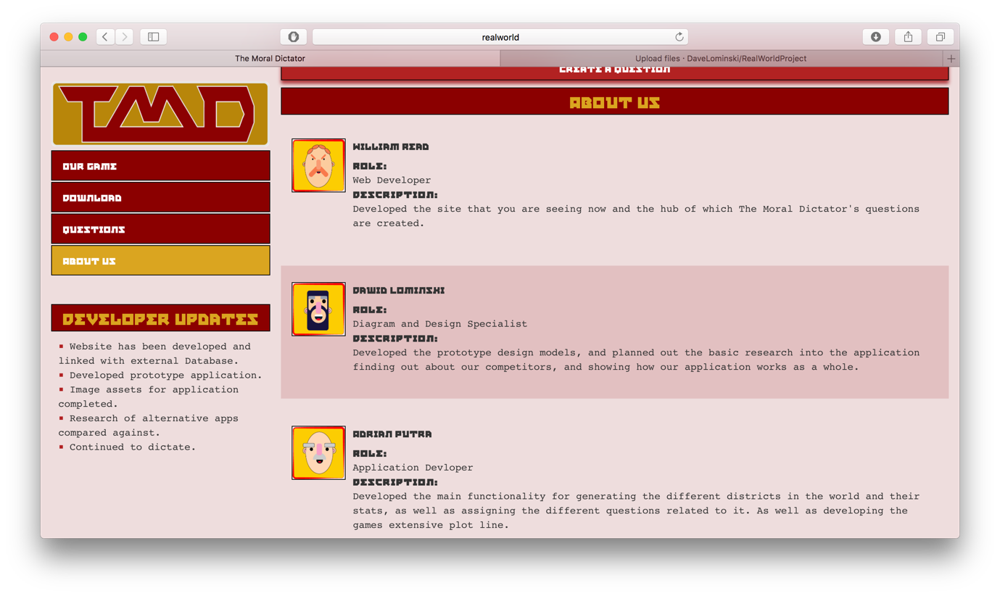 realworld
The Moral Dictator
Upload files · DaveLominski/RealWorldProject
TMD
OUR GAME
DOWNLOAD
QUESTIONS
ABOUT US
DEVELOPER UPDATES
Website has been developed and
linked with external Database.
Developed prototype application.
Image assets for application
completed.
Research of alternative apps
compared against.
Continued to dictate.
CREATE A QUESTION
ABOUT US
WILLIAM READ
ROLE:
Web Developer
DESCRIPTION:
Developed the site that you are seeing now and the hub of which The Moral Dictator's questions
are created.
DAWID LOMINSKI
ROLE:
Diagram and Design Specialist
DESCRIPTION:
Developed the prototype design models, and planned out the basic research into the application
finding out about our competitors, and showing how our application works as a whole.
ADRIAN PUTRA
ROLE:
Application Devloper
DESCRIPTION:
Developed the main functionality for generating the different districts in the world and their
stats, as well as assigning the different questions related to it. As well as developing the
games extensive plot line.